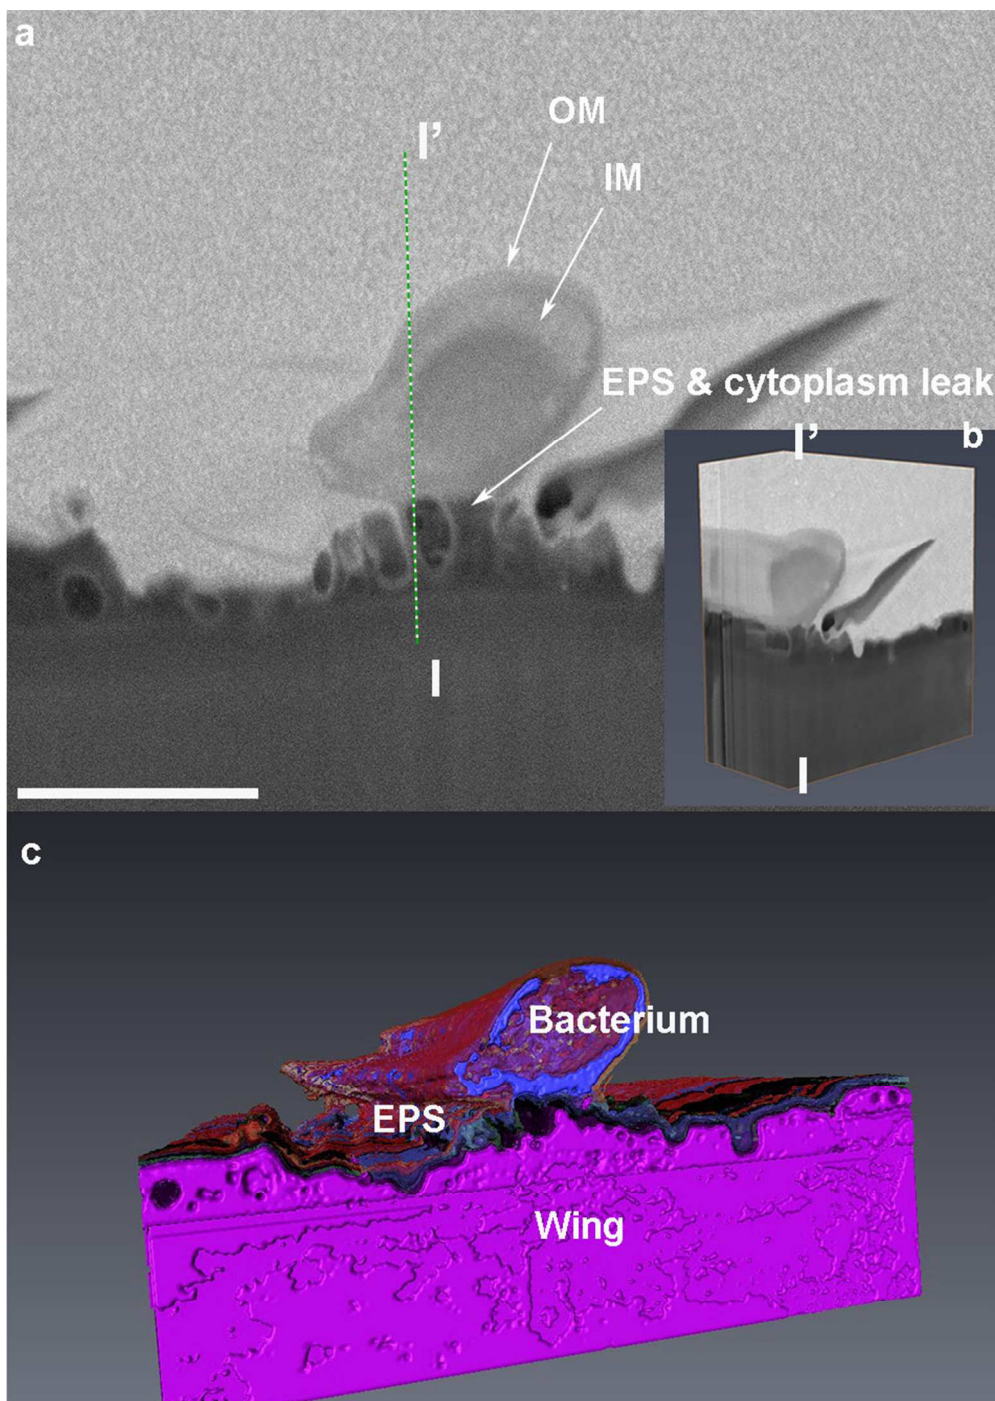 a
I’
OM
IM
EPS & cytoplasm leak
I’
b
I
I
c
Bacterium
EPS
Wing